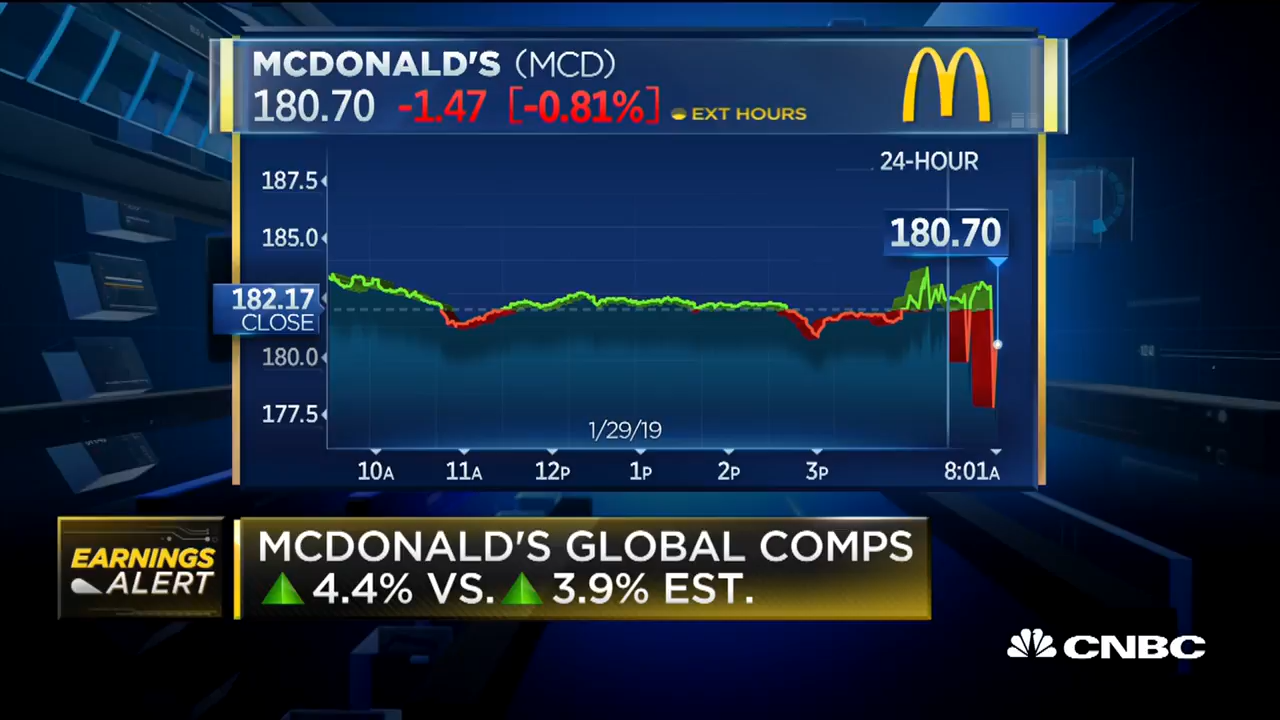 MCDONALD'S (MCD)
180.70 -1.47 [-0.81%] EXT HOURS
24-HOUR
187.5
185.0
180.70
182.17
CLOSE
180.0
177.5
1/29/19
10A 11A 12P 1P 2P 3P 8:01A
EARNINGS
ALERT
MCDONALD'S GLOBAL COMPS
▲ 4.4% VS. ▲ 3.9% EST.
CNBC